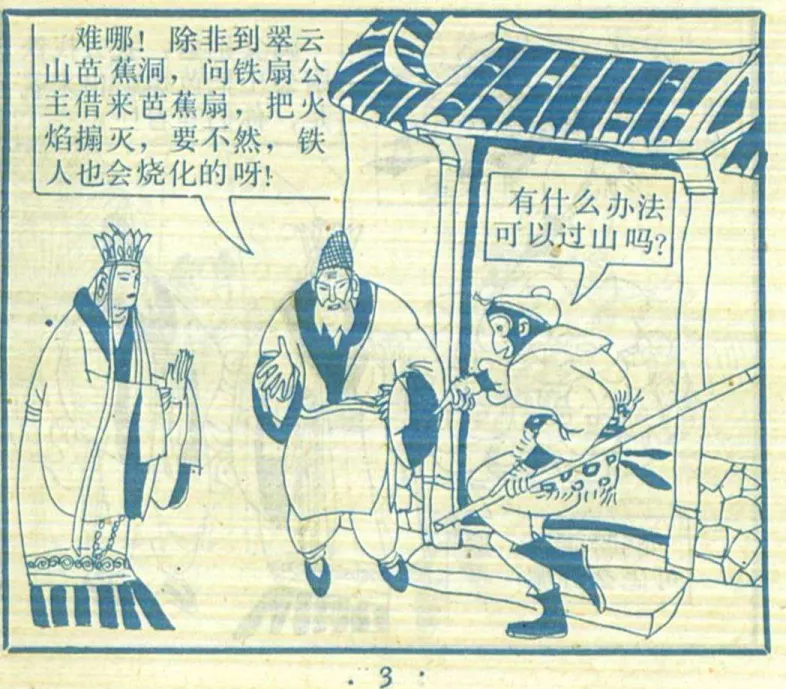 难哪！除非到翠云
山芭蕉洞，问铁扇公
主借来芭蕉扇，把火
焰搧灭，要不然，铁
人也会烧化的呀！
有什么办法
可以过山吗？
·3·